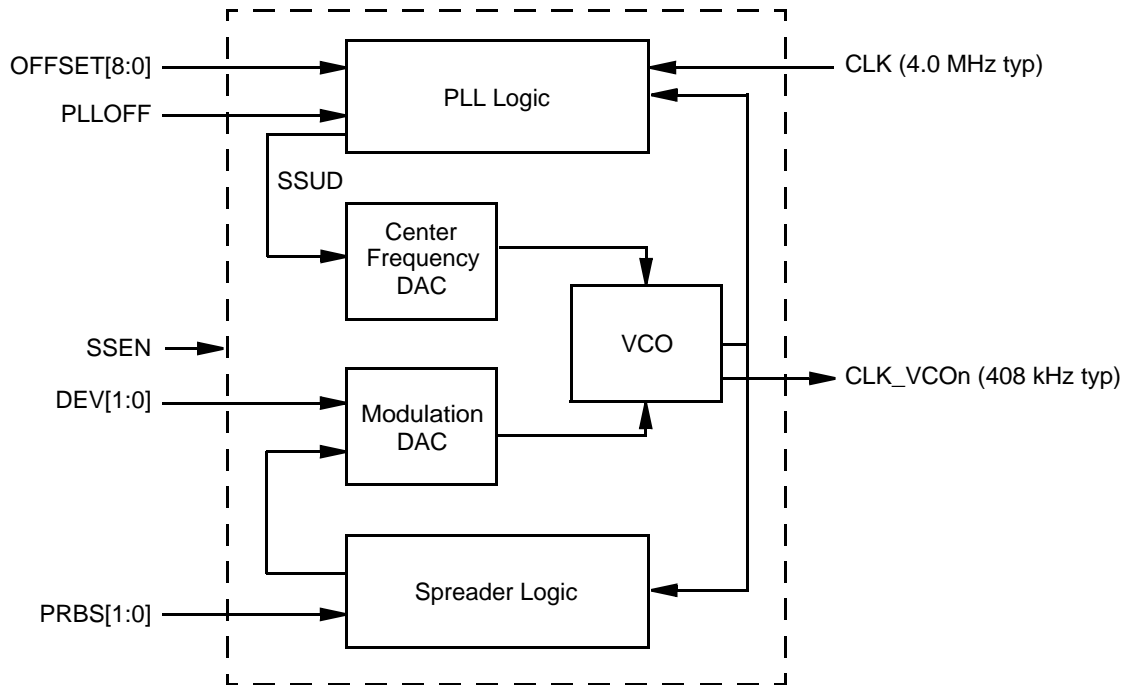 OFFSET[8:0]
PLLOFF
PLL Logic
CLK (4.0 MHz typ)
SSUD
Center
Frequency
DAC
VCO
SSEN
DEV[1:0]
CLK_VCOn (408 kHz typ)
Modulation
DAC
Spreader Logic
PRBS[1:0]